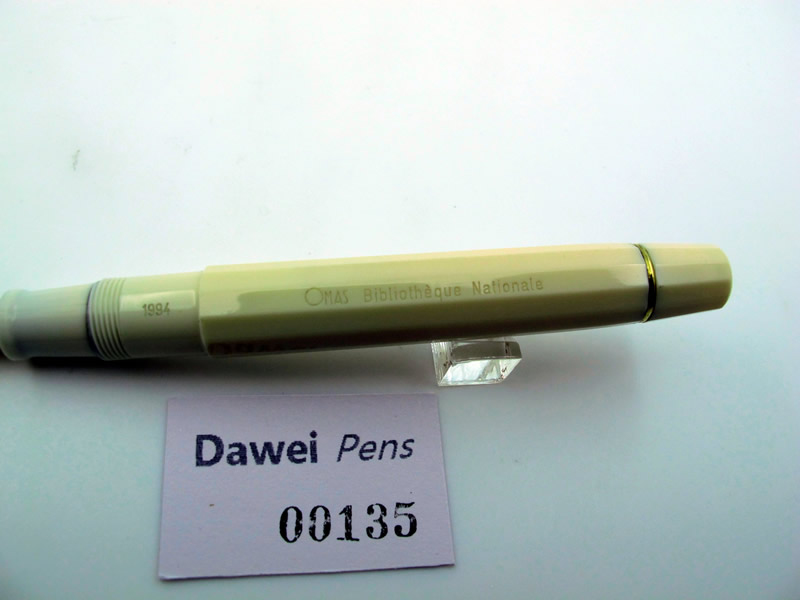 1994
OMAS Bibliothèque Nationale
Dawei Pens
00135